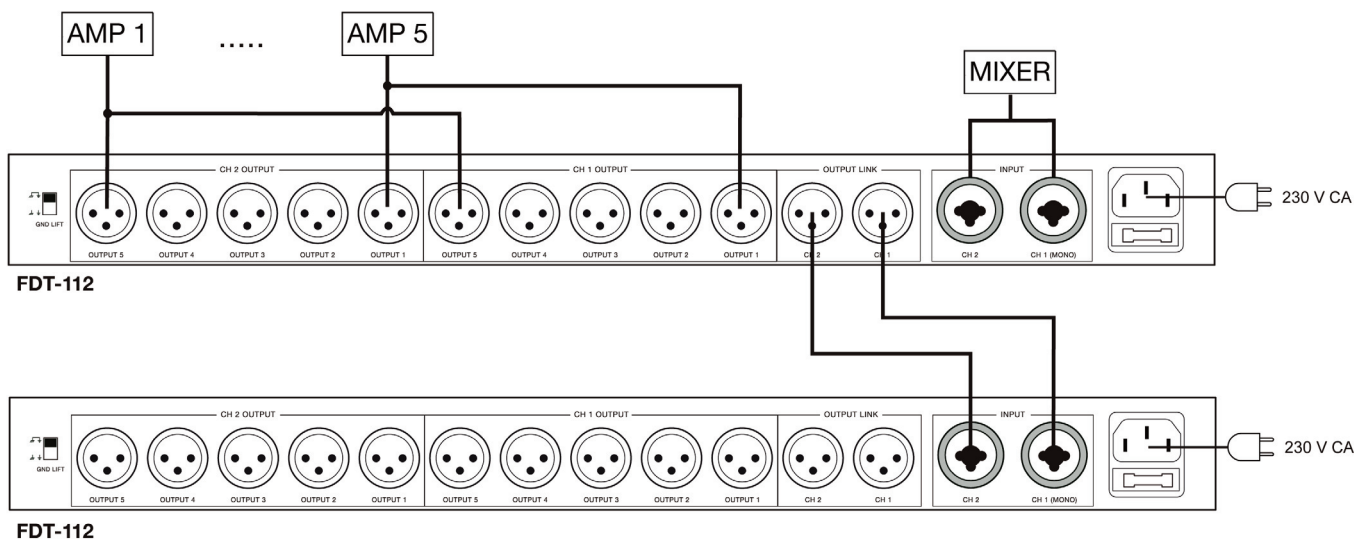 AMP 1 ..... AMP 5
MIXER
CH 2 OUTPUT CH 1 OUTPUT OUTPUT LINK INPUT
GND LIFT
OUTPUT 5 OUTPUT 4 OUTPUT 3 OUTPUT 2 OUTPUT 1 OUTPUT 5 OUTPUT 4 OUTPUT 3 OUTPUT 2 OUTPUT 1 CH 2 CH 1 CH 2 CH 1 (MONO)
230 V CA
FDT-112
CH 2 OUTPUT CH 1 OUTPUT OUTPUT LINK INPUT
GND LIFT
OUTPUT 5 OUTPUT 4 OUTPUT 3 OUTPUT 2 OUTPUT 1 OUTPUT 5 OUTPUT 4 OUTPUT 3 OUTPUT 2 OUTPUT 1 CH 2 CH 1 CH 2 CH 1 (MONO)
230 V CA
FDT-112